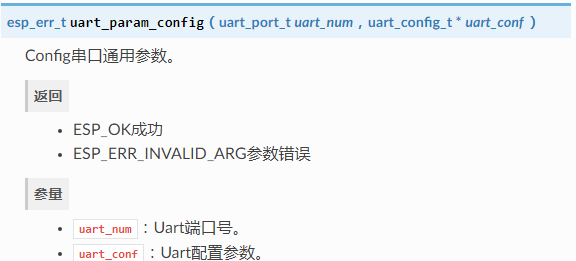 esp_err_t uart_param_config ( uart_port_t uart_num , uart_config_t * uart_conf )
Config串口通用参数。
返回
• ESP_OK成功
• ESP_ERR_INVALID_ARG参数错误
参量
• uart_num ：Uart端口号。
• uart_conf ：Uart配置参数。